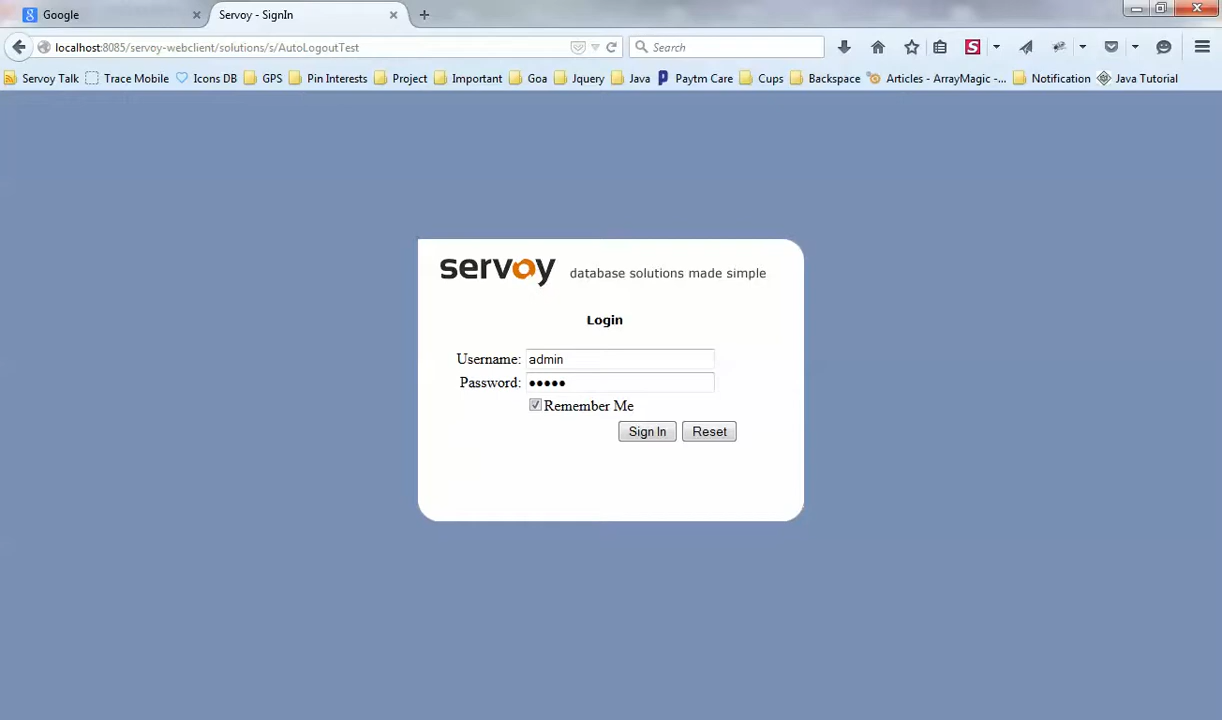 Google
Servoy - SignIn
localhost:8085/servoy-webclient/solutions/s/AutoLogoutTest
Search
Servoy Talk Trace Mobile Icons DB GPS Pin Interests Project Important Goa Jquery Java Paytm Care Cups Backspace Articles - ArrayMagic -... Notification Java Tutorial
servoy database solutions made simple
Login
Username: admin
Password: •••••
Remember Me
Sign In Reset